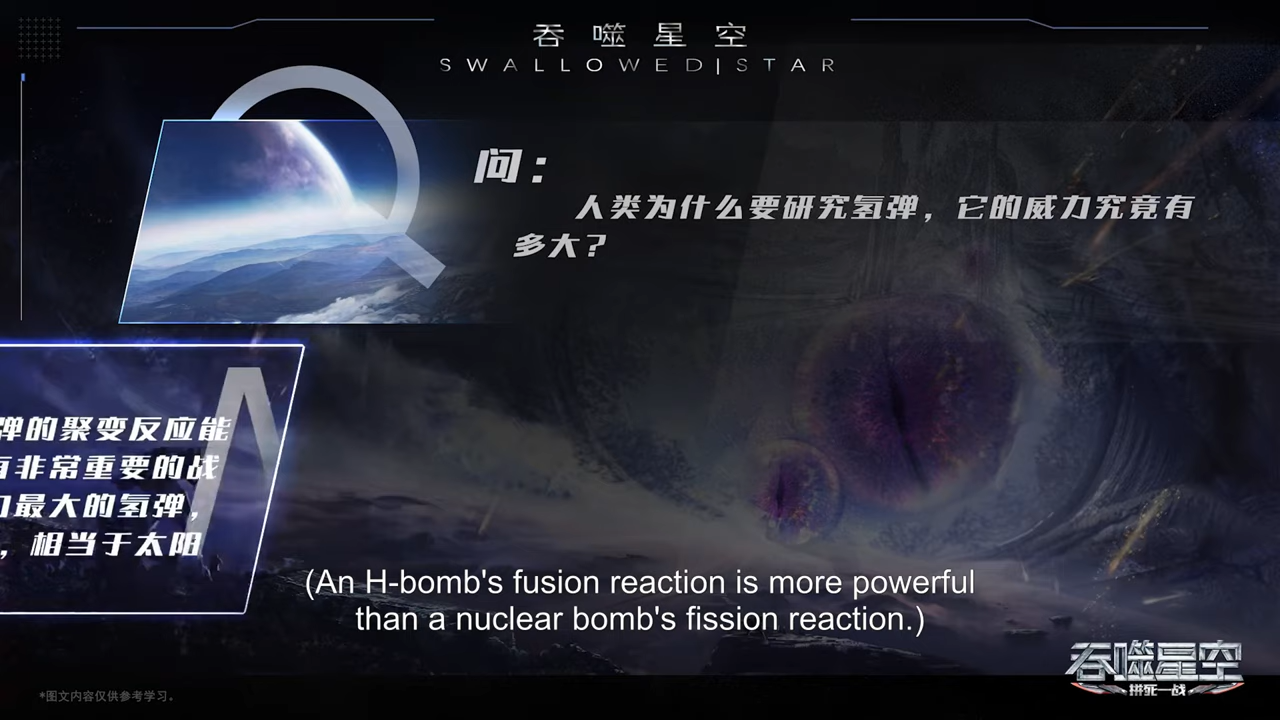 吞噬星空
SWALLOWED|STAR
问：
人类为什么要研究氢弹，它的威力究竟有
多大？
弹的聚变反应能
有非常重要的战
力最大的氢弹，
，相当于太阳
(An H-bomb's fusion reaction is more powerful
than a nuclear bomb's fission reaction.)
吞噬星空
拼死一战
*图文内容仅供参考学习。